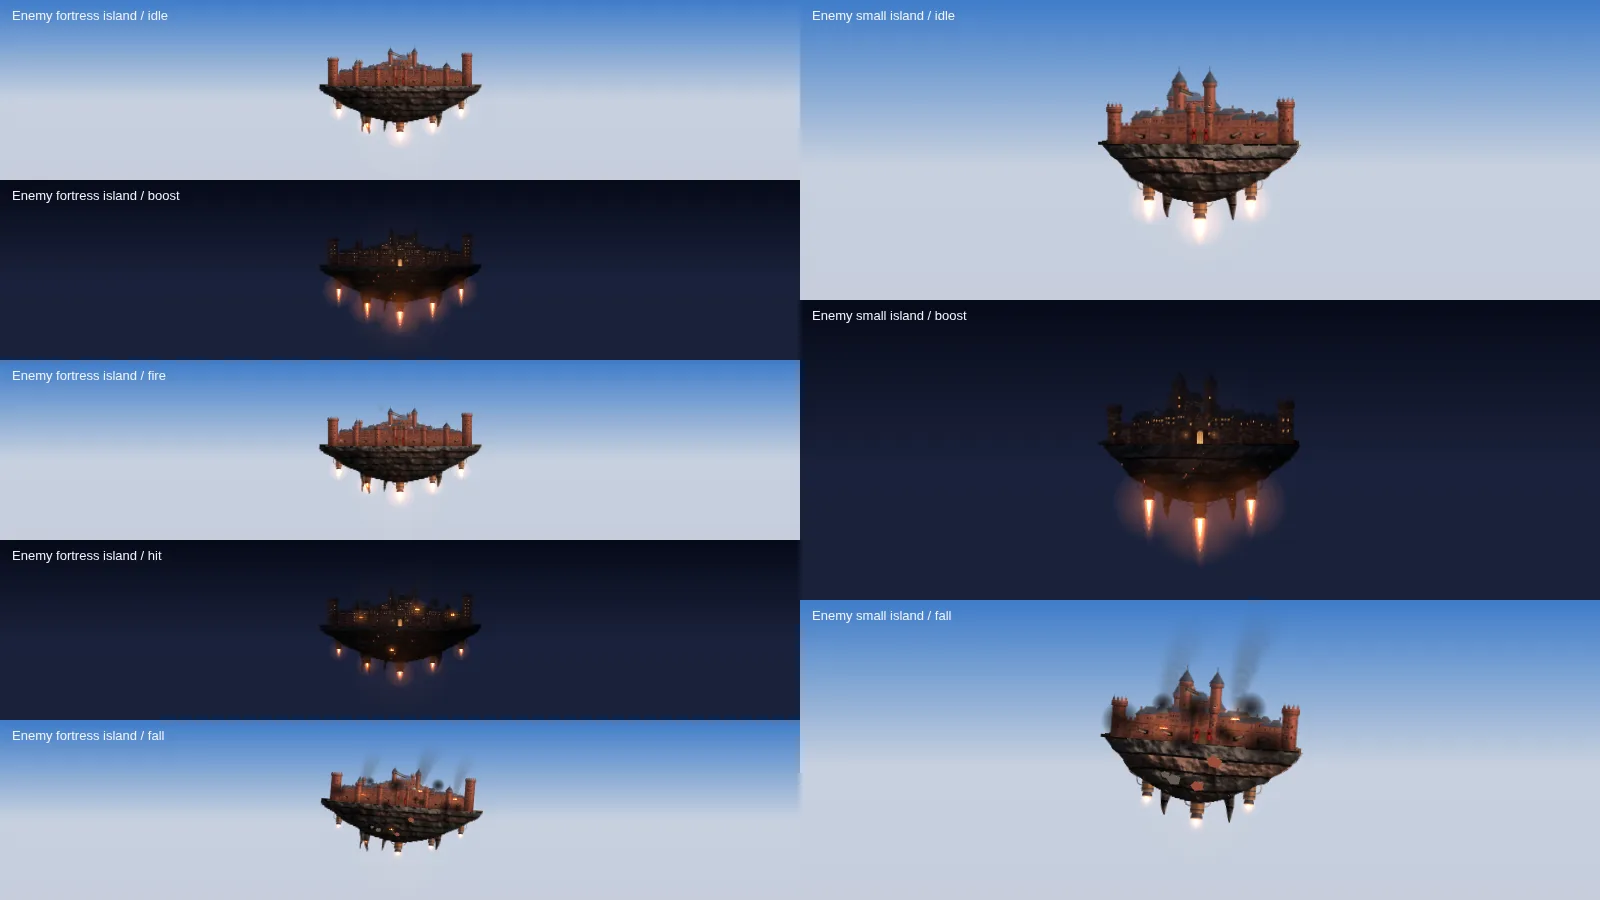 Enemy fortress island / idle
Enemy fortress island / boost
Enemy fortress island / fire
Enemy fortress island / hit
Enemy fortress island / fall
Enemy small island / idle
Enemy small island / boost
Enemy small island / fall